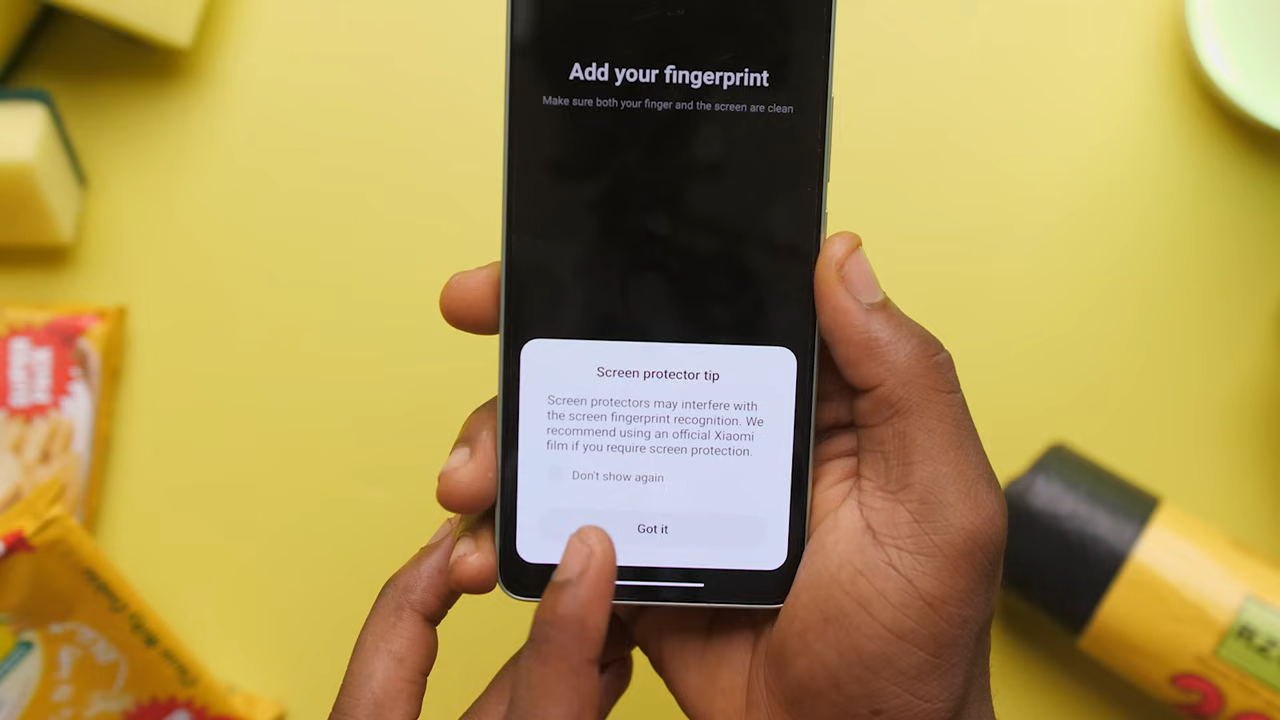 Add your fingerprint
Make sure both your finger and the screen are clean
Screen protector tip
Screen protectors may interfere with
the screen fingerprint recognition. We
recommend using an official Xiaomi
film if you require screen protection.
Don't show again
Got it